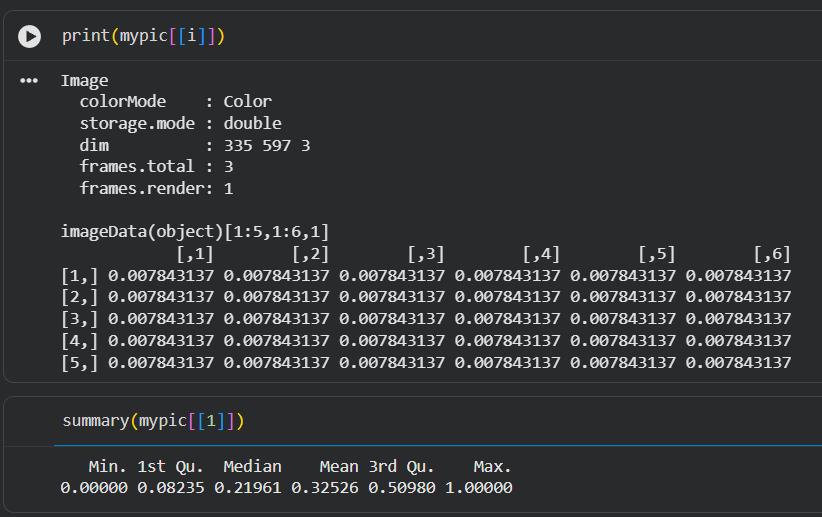 print(mypic[[i]])
Image
  colorMode    : Color
  storage.mode : double
  dim          : 335 597 3
  frames.total : 3
  frames.render: 1
imageData(object)[1:5,1:6,1]
            [,1]        [,2]        [,3]        [,4]        [,5]        [,6]
[1,] 0.007843137 0.007843137 0.007843137 0.007843137 0.007843137 0.007843137
[2,] 0.007843137 0.007843137 0.007843137 0.007843137 0.007843137 0.007843137
[3,] 0.007843137 0.007843137 0.007843137 0.007843137 0.007843137 0.007843137
[4,] 0.007843137 0.007843137 0.007843137 0.007843137 0.007843137 0.007843137
[5,] 0.007843137 0.007843137 0.007843137 0.007843137 0.007843137 0.007843137
summary(mypic[[1]])
   Min. 1st Qu.  Median    Mean 3rd Qu.    Max.
0.00000 0.08235 0.21961 0.32526 0.50980 1.00000